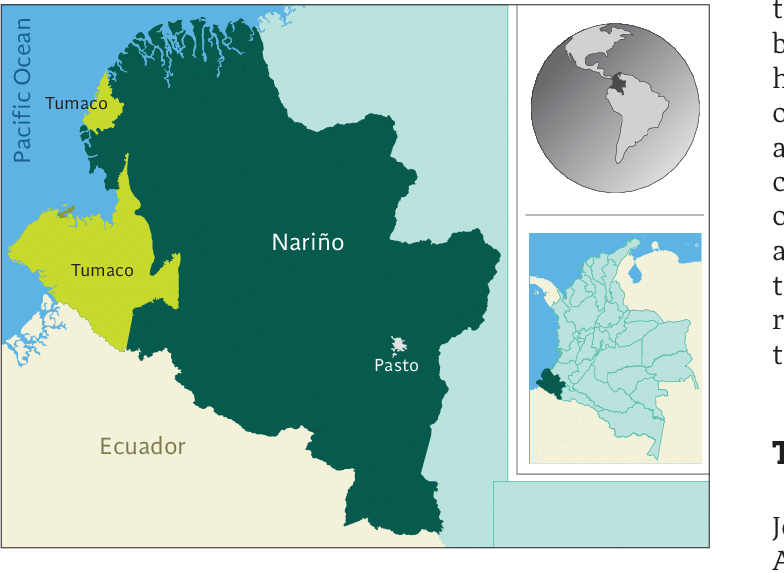 Pacific Ocean
Tumaco
Nariño
Tumaco
Pasto
Ecuador